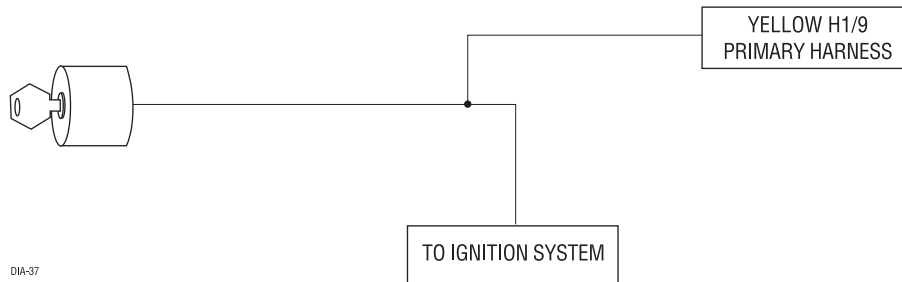 YELLOW H1/9
PRIMARY HARNESS
TO IGNITION SYSTEM
DIA-37